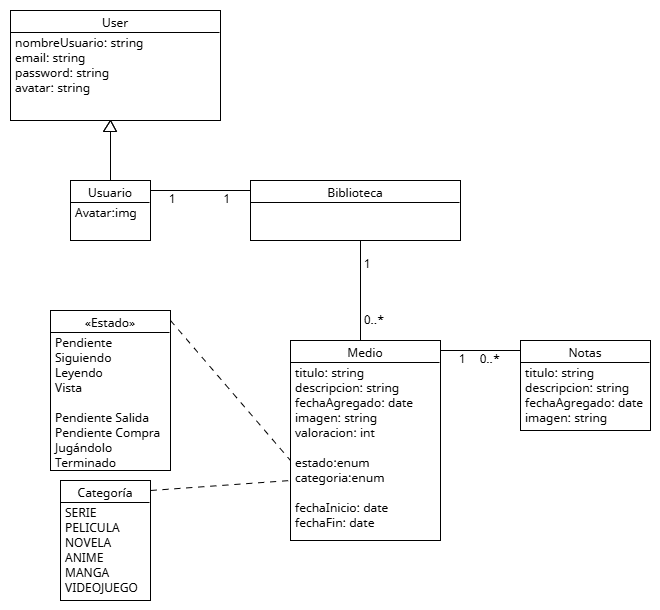 User
nombreUsuario: string
email: string
password: string
avatar: string
Usuario
Avatar:img
1
1
Biblioteca
1
0..*
«Estado»
Pendiente
Siguiendo
Leyendo
Vista
Pendiente Salida
Pendiente Compra
Jugándolo
Terminado
Medio
titulo: string
descripcion: string
fechaAgregado: date
imagen: string
valoracion: int
estado:enum
categoria:enum
fechaInicio: date
fechaFin: date
1
0..*
Notas
titulo: string
descripcion: string
fechaAgregado: date
imagen: string
Categoría
SERIE
PELICULA
NOVELA
ANIME
MANGA
VIDEOJUEGO